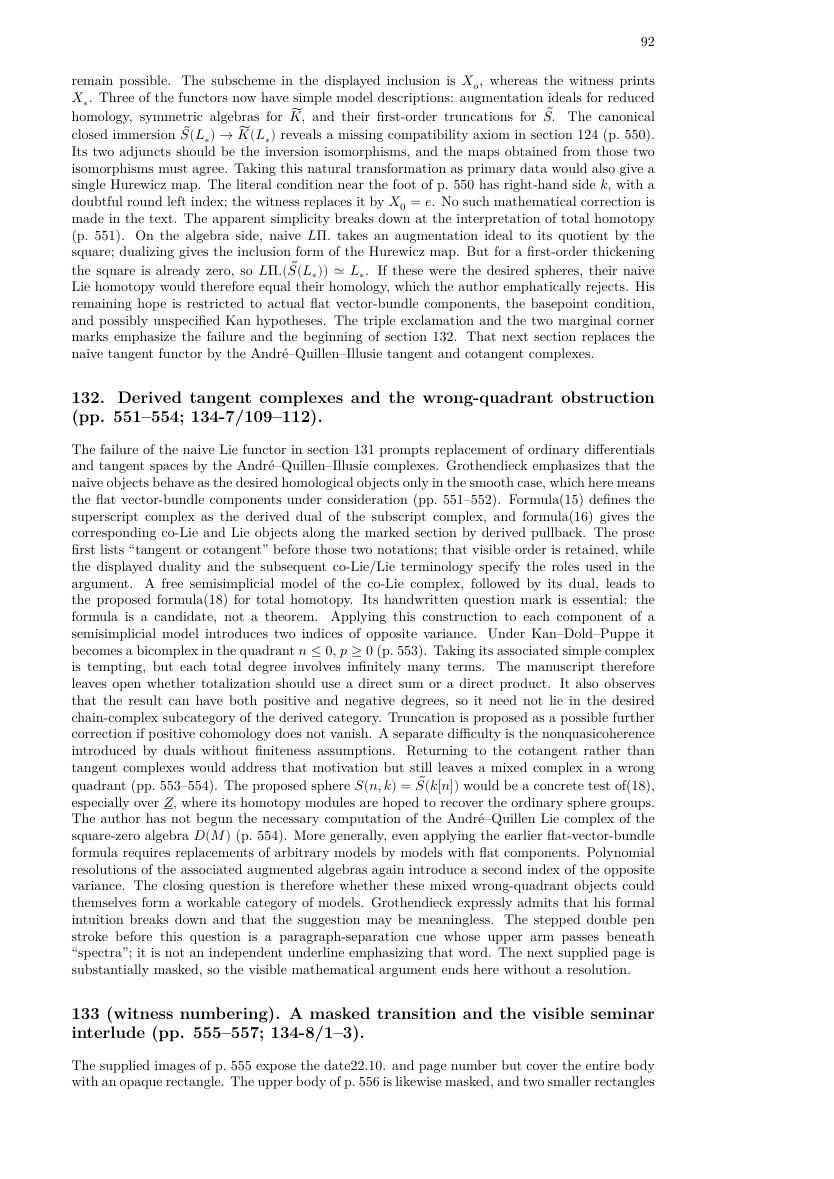 92
remain possible. The subscheme in the displayed inclusion is X₀, whereas the witness prints
X∗. Three of the functors now have simple model descriptions: augmentation ideals for reduced
homology, symmetric algebras for K̃, and their first-order truncations for S̃. The canonical
closed immersion S̃(L∗) → K̃(L∗) reveals a missing compatibility axiom in section 124 (p. 550).
Its two adjuncts should be the inversion isomorphisms, and the maps obtained from those two
isomorphisms must agree. Taking this natural transformation as primary data would also give a
single Hurewicz map. The literal condition near the foot of p. 550 has right-hand side k, with a
doubtful round left index; the witness replaces it by X₀ = e. No such mathematical correction is
made in the text. The apparent simplicity breaks down at the interpretation of total homotopy
(p. 551). On the algebra side, naive LΠ. takes an augmentation ideal to its quotient by the
square; dualizing gives the inclusion form of the Hurewicz map. But for a first-order thickening
the square is already zero, so LΠ.(S̃(L∗)) ≃ L∗. If these were the desired spheres, their naive
Lie homotopy would therefore equal their homology, which the author emphatically rejects. His
remaining hope is restricted to actual flat vector-bundle components, the basepoint condition,
and possibly unspecified Kan hypotheses. The triple exclamation and the two marginal corner
marks emphasize the failure and the beginning of section 132. That next section replaces the
naive tangent functor by the André–Quillen–Illusie tangent and cotangent complexes.
132. Derived tangent complexes and the wrong-quadrant obstruction
(pp. 551–554; 134-7/109–112).
The failure of the naive Lie functor in section 131 prompts replacement of ordinary differentials
and tangent spaces by the André–Quillen–Illusie complexes. Grothendieck emphasizes that the
naive objects behave as the desired homological objects only in the smooth case, which here means
the flat vector-bundle components under consideration (pp. 551–552). Formula(15) defines the
superscript complex as the derived dual of the subscript complex, and formula(16) gives the
corresponding co-Lie and Lie objects along the marked section by derived pullback. The prose
first lists “tangent or cotangent” before those two notations; that visible order is retained, while
the displayed duality and the subsequent co-Lie/Lie terminology specify the roles used in the
argument. A free semisimplicial model of the co-Lie complex, followed by its dual, leads to
the proposed formula(18) for total homotopy. Its handwritten question mark is essential: the
formula is a candidate, not a theorem. Applying this construction to each component of a
semisimplicial model introduces two indices of opposite variance. Under Kan–Dold–Puppe it
becomes a bicomplex in the quadrant n ≤ 0, p ≥ 0 (p. 553). Taking its associated simple complex
is tempting, but each total degree involves infinitely many terms. The manuscript therefore
leaves open whether totalization should use a direct sum or a direct product. It also observes
that the result can have both positive and negative degrees, so it need not lie in the desired
chain-complex subcategory of the derived category. Truncation is proposed as a possible further
correction if positive cohomology does not vanish. A separate difficulty is the nonquasicoherence
introduced by duals without finiteness assumptions. Returning to the cotangent rather than
tangent complexes would address that motivation but still leaves a mixed complex in a wrong
quadrant (pp. 553–554). The proposed sphere S(n, k) = S̃(k[n]) would be a concrete test of(18),
especially over Z̲, where its homotopy modules are hoped to recover the ordinary sphere groups.
The author has not begun the necessary computation of the André–Quillen Lie complex of the
square-zero algebra D(M) (p. 554). More generally, even applying the earlier flat-vector-bundle
formula requires replacements of arbitrary models by models with flat components. Polynomial
resolutions of the associated augmented algebras again introduce a second index of the opposite
variance. The closing question is therefore whether these mixed wrong-quadrant objects could
themselves form a workable category of models. Grothendieck expressly admits that his formal
intuition breaks down and that the suggestion may be meaningless. The stepped double pen
stroke before this question is a paragraph-separation cue whose upper arm passes beneath
“spectra”; it is not an independent underline emphasizing that word. The next supplied page is
substantially masked, so the visible mathematical argument ends here without a resolution.
133 (witness numbering). A masked transition and the visible seminar
interlude (pp. 555–557; 134-8/1–3).
The supplied images of p. 555 expose the date22.10. and page number but cover the entire body
with an opaque rectangle. The upper body of p. 556 is likewise masked, and two smaller rectangles